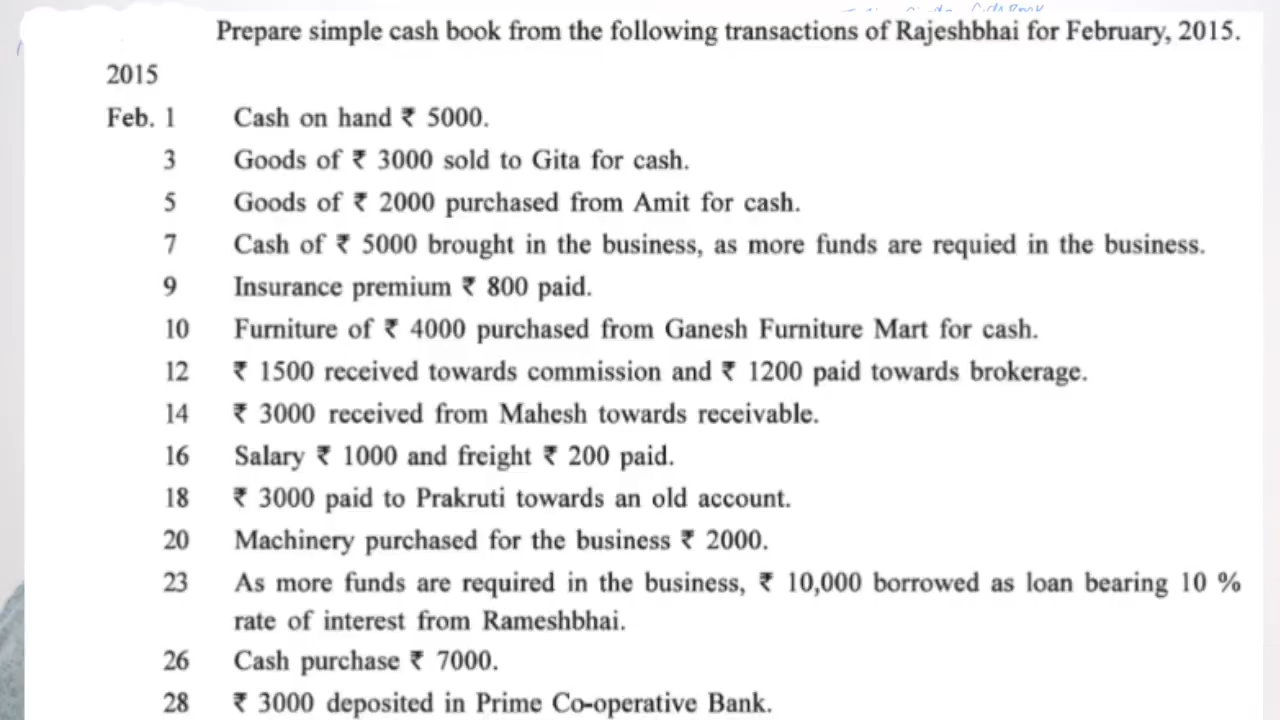 Prepare simple cash book from the following transactions of Rajeshbhai for February, 2015.
2015
Feb. 1 Cash on hand ₹ 5000.
3 Goods of ₹ 3000 sold to Gita for cash.
5 Goods of ₹ 2000 purchased from Amit for cash.
7 Cash of ₹ 5000 brought in the business, as more funds are requied in the business.
9 Insurance premium ₹ 800 paid.
10 Furniture of ₹ 4000 purchased from Ganesh Furniture Mart for cash.
12 ₹ 1500 received towards commission and ₹ 1200 paid towards brokerage.
14 ₹ 3000 received from Mahesh towards receivable.
16 Salary ₹ 1000 and freight ₹ 200 paid.
18 ₹ 3000 paid to Prakruti towards an old account.
20 Machinery purchased for the business ₹ 2000.
23 As more funds are required in the business, ₹ 10,000 borrowed as loan bearing 10 %
rate of interest from Rameshbhai.
26 Cash purchase ₹ 7000.
28 ₹ 3000 deposited in Prime Co-operative Bank.